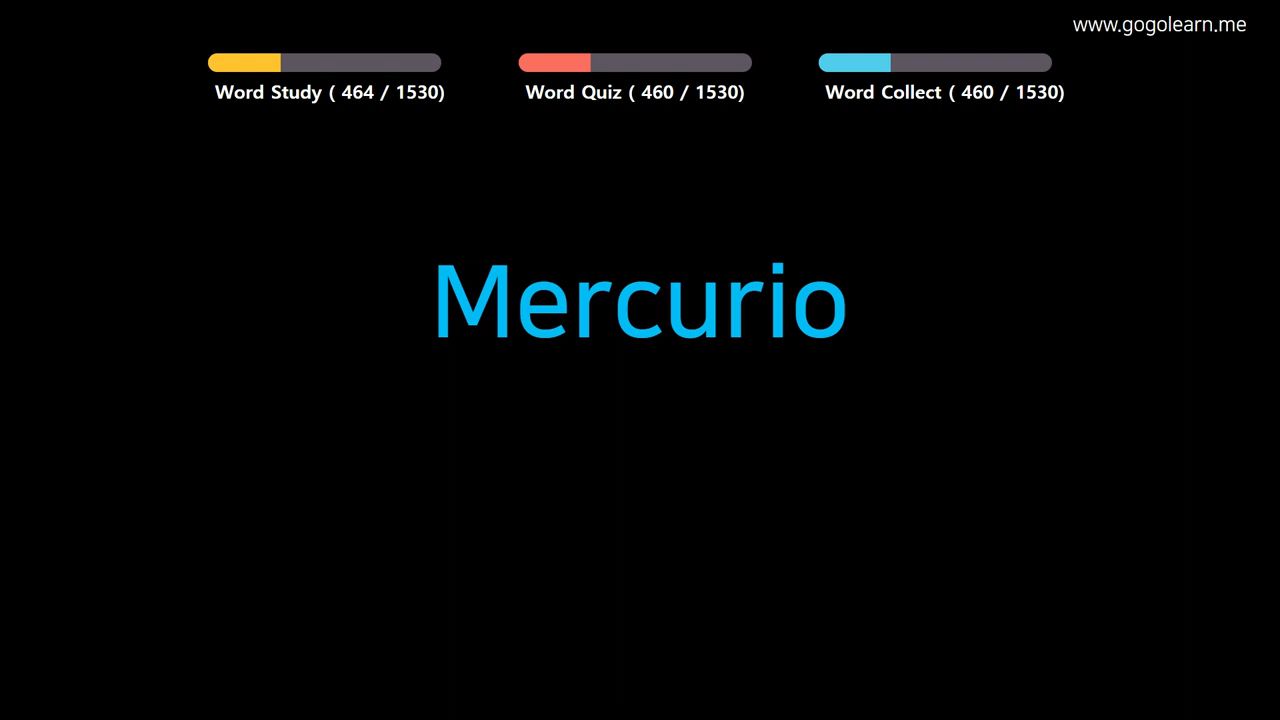 www.gogolearn.me
Word Study ( 464 / 1530)
Word Quiz ( 460 / 1530)
Word Collect ( 460 / 1530)
Mercurio